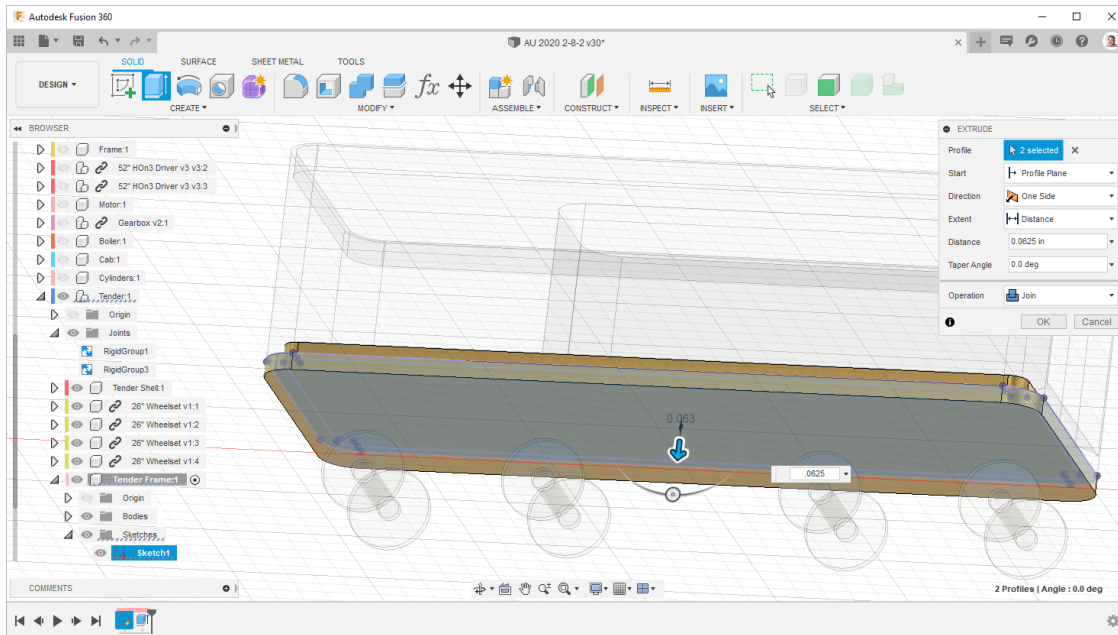 Autodesk Fusion 360
AU 2020 2-8-2 v30*
DESIGN
SOLID SURFACE SHEET METAL TOOLS
CREATE MODIFY ASSEMBLE CONSTRUCT INSPECT INSERT SELECT
fx
BROWSER
Frame:1
52" HOn3 Driver v3 v3:2
52" HOn3 Driver v3 v3:3
Motor:1
Gearbox v2:1
Boiler:1
Cab:1
Cylinders:1
Tender:1
Origin
Joints
RigidGroup1
RigidGroup3
Tender Shell:1
26" Wheelset v1:1
26" Wheelset v1:2
26" Wheelset v1:3
26" Wheelset v1:4
Tender Frame:1
Origin
Bodies
Sketches
Sketch1
COMMENTS
0.063
.0625
EXTRUDE
Profile 2 selected
Start Profile Plane
Direction One Side
Extent Distance
Distance 0.0625 in
Taper Angle 0.0 deg
Operation Join
OK Cancel
2 Profiles | Angle : 0.0 deg